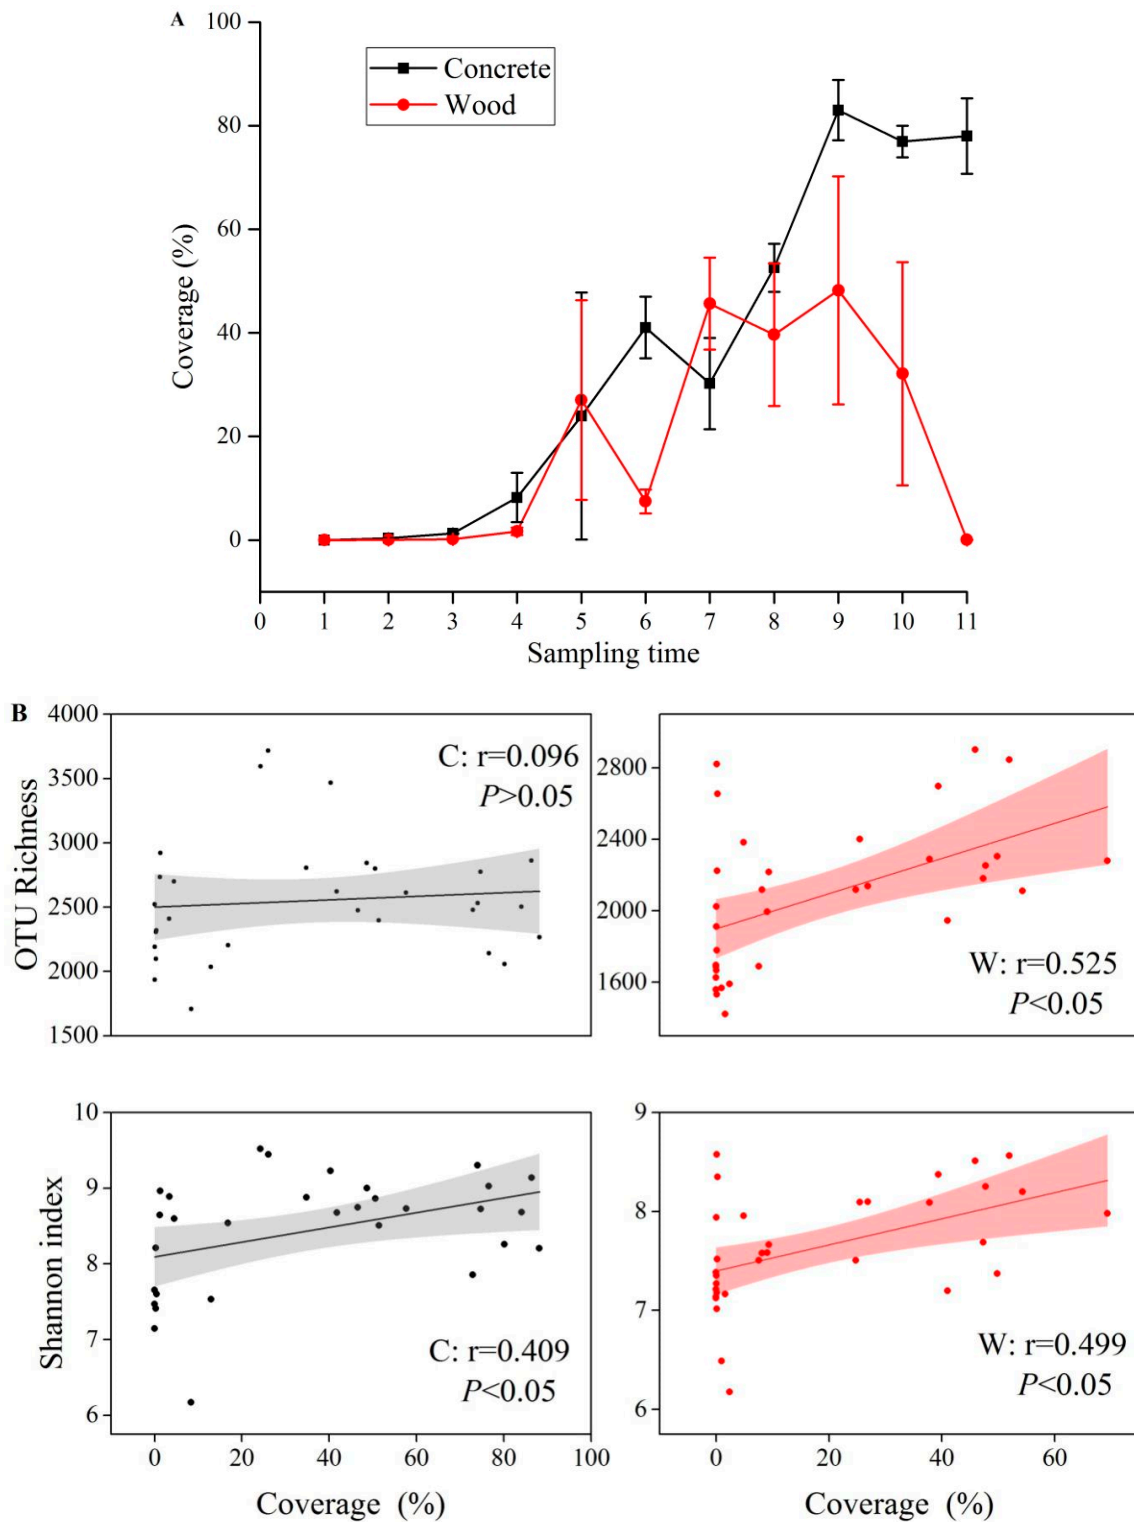 A
100
80
60
40
20
0
Coverage (%)
Concrete
Wood
0 1 2 3 4 5 6 7 8 9 10 11
Sampling time
B
4000
3500
3000
2500
2000
1500
OTU Richness
C: r=0.096
P>0.05
2800
2400
2000
1600
W: r=0.525
P<0.05
10
9
8
7
6
Shannon index
C: r=0.409
P<0.05
0 20 40 60 80 100
Coverage (%)
9
8
7
6
W: r=0.499
P<0.05
0 20 40 60
Coverage (%)